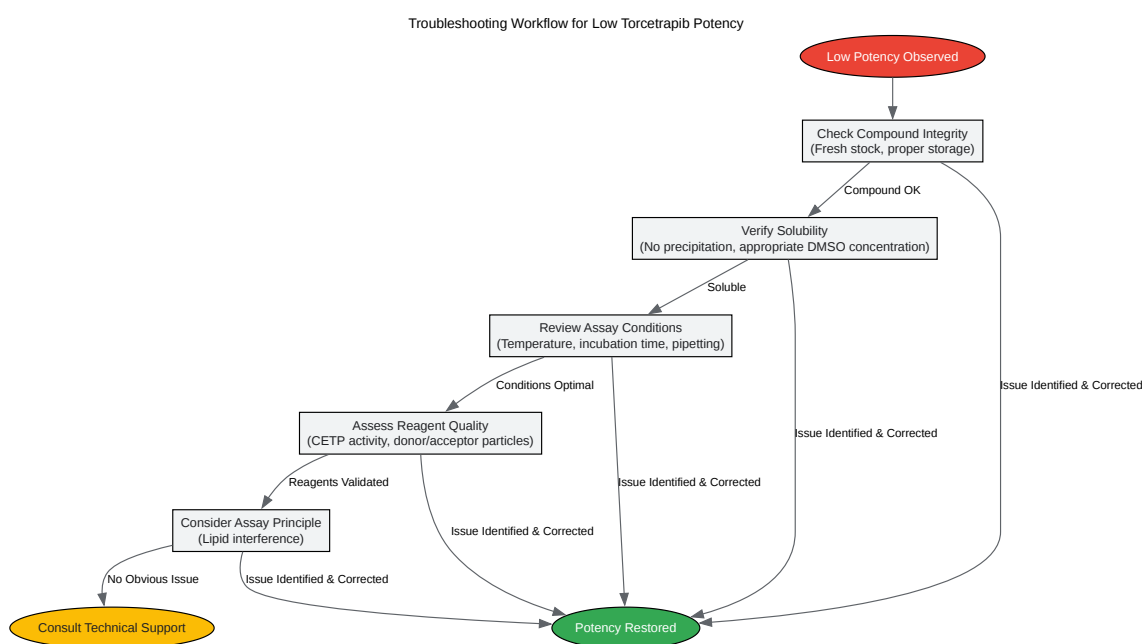 Troubleshooting Workflow for Low Torcetrapib Potency
Low Potency Observed
Check Compound Integrity
(Fresh stock, proper storage)
Compound OK
Verify Solubility
(No precipitation, appropriate DMSO concentration)
Soluble
Review Assay Conditions
(Temperature, incubation time, pipetting)
Conditions Optimal
Issue Identified & Corrected
Assess Reagent Quality
(CETP activity, donor/acceptor particles)
Issue Identified & Corrected
Reagents Validated
Issue Identified & Corrected
Consider Assay Principle
(Lipid interference)
Issue Identified & Corrected
No Obvious Issue
Issue Identified & Corrected
Consult Technical Support
Potency Restored